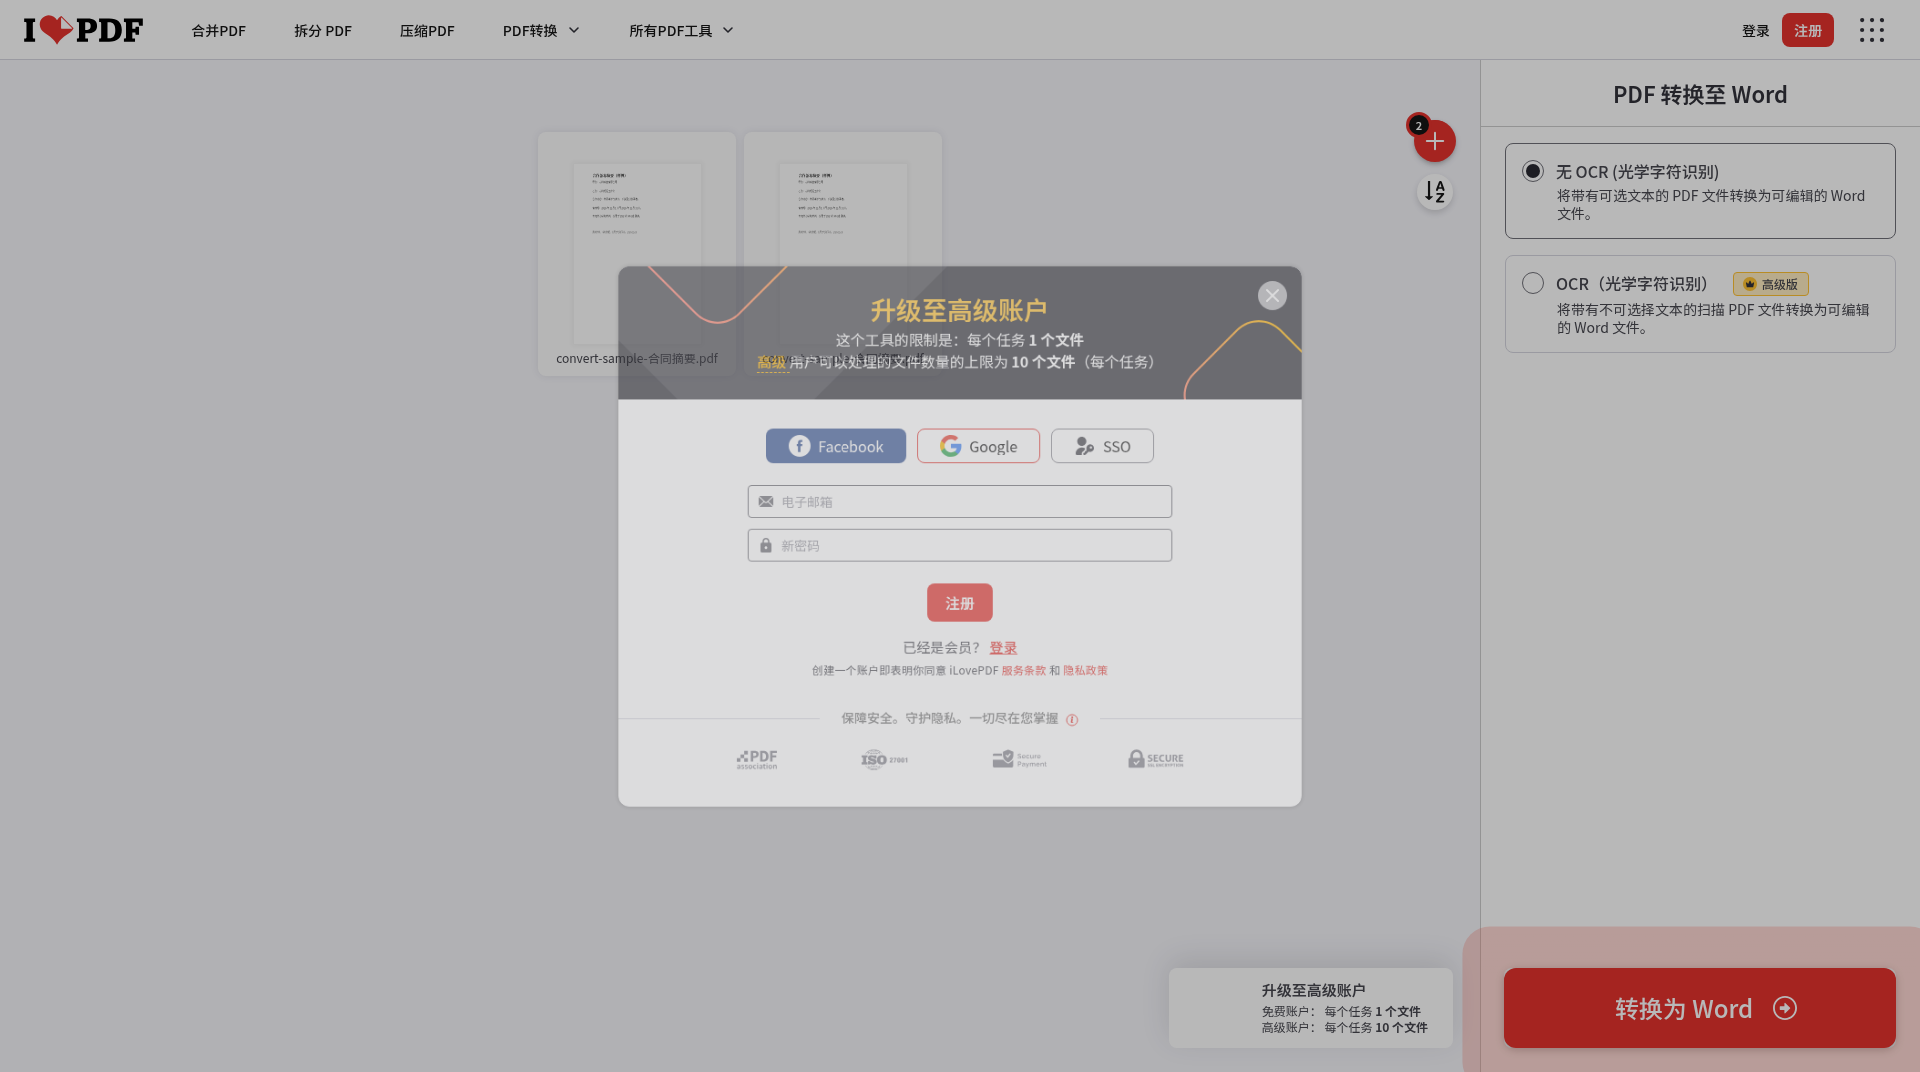 I PDF
合并PDF
拆分 PDF
压缩PDF
PDF转换
所有PDF工具
登录
注册
PDF 转换至 Word
2
AZ
无 OCR (光学字符识别)
将带有可选文本的 PDF 文件转换为可编辑的 Word 文件。
OCR（光学字符识别）
高级版
将带有不可选择文本的扫描 PDF 文件转换为可编辑的 Word 文件。
convert-sample-合同摘要.pdf
升级至高级账户
这个工具的限制是：每个任务 1 个文件
高级 用户可以处理的文件数量的上限为 10 个文件（每个任务）
Facebook
Google
SSO
电子邮箱
新密码
注册
已经是会员？ 登录
创建一个账户即表明你同意 iLovePDF 服务条款 和 隐私政策
保障安全。守护隐私。一切尽在您掌握
PDF association
ISO 27001
Secure Payment
SECURE SSL ENCRYPTION
升级至高级账户
免费账户： 每个任务 1 个文件
高级账户： 每个任务 10 个文件
转换为 Word